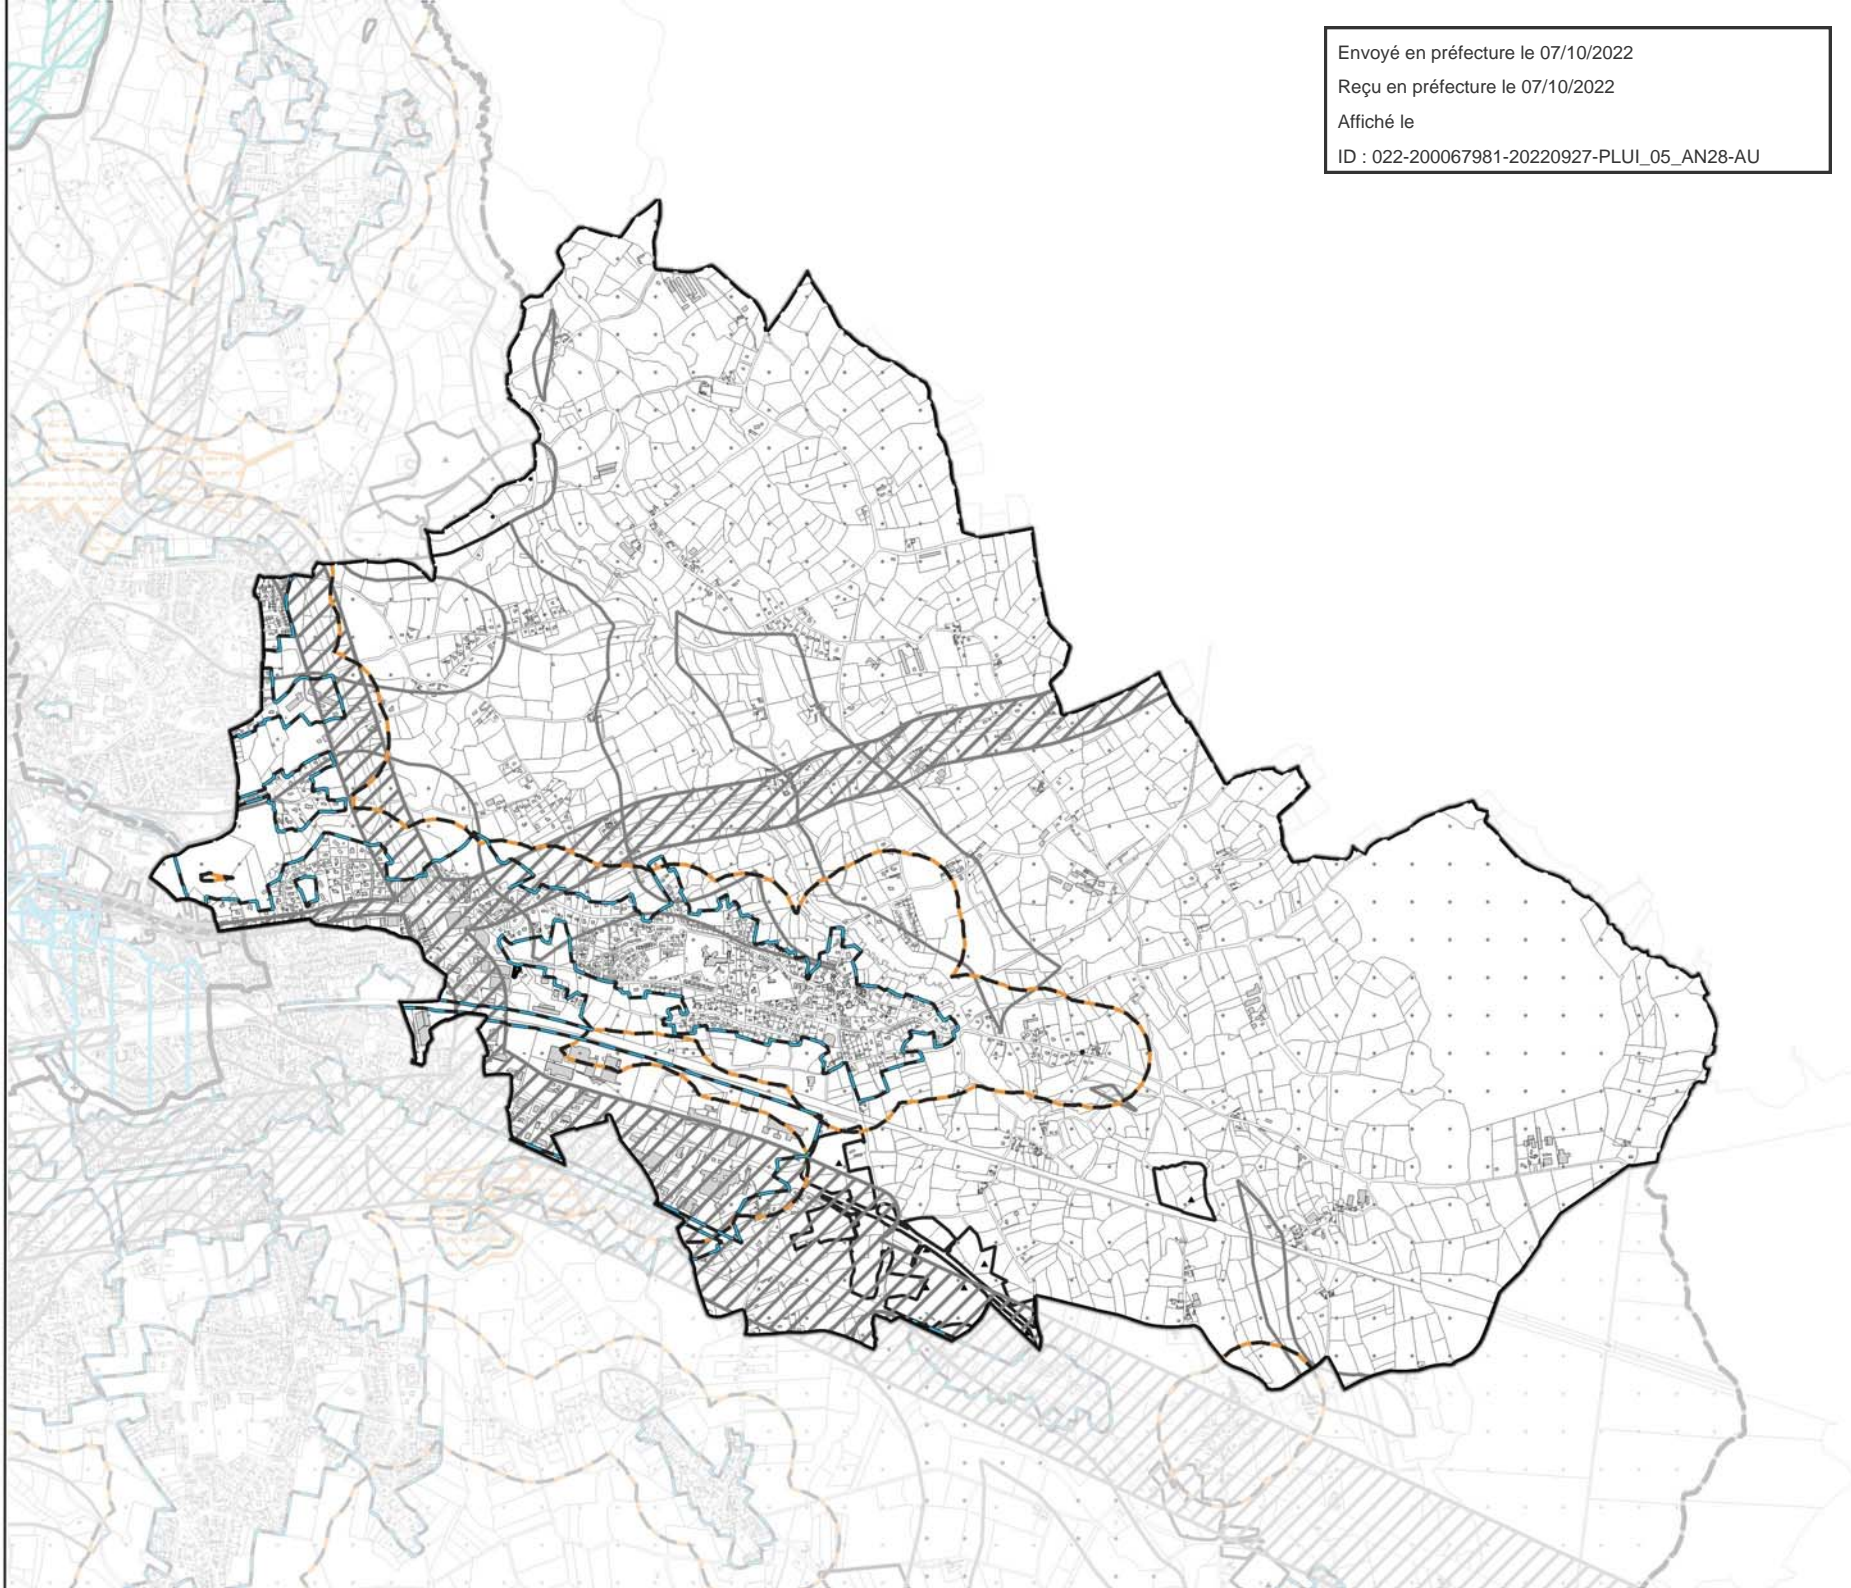 Envoyé en préfecture le 07/10/2022
Reçu en préfecture le 07/10/2022
Affiché le
ID : 022-200067981-20220927-PLUI_05_AN28-AU